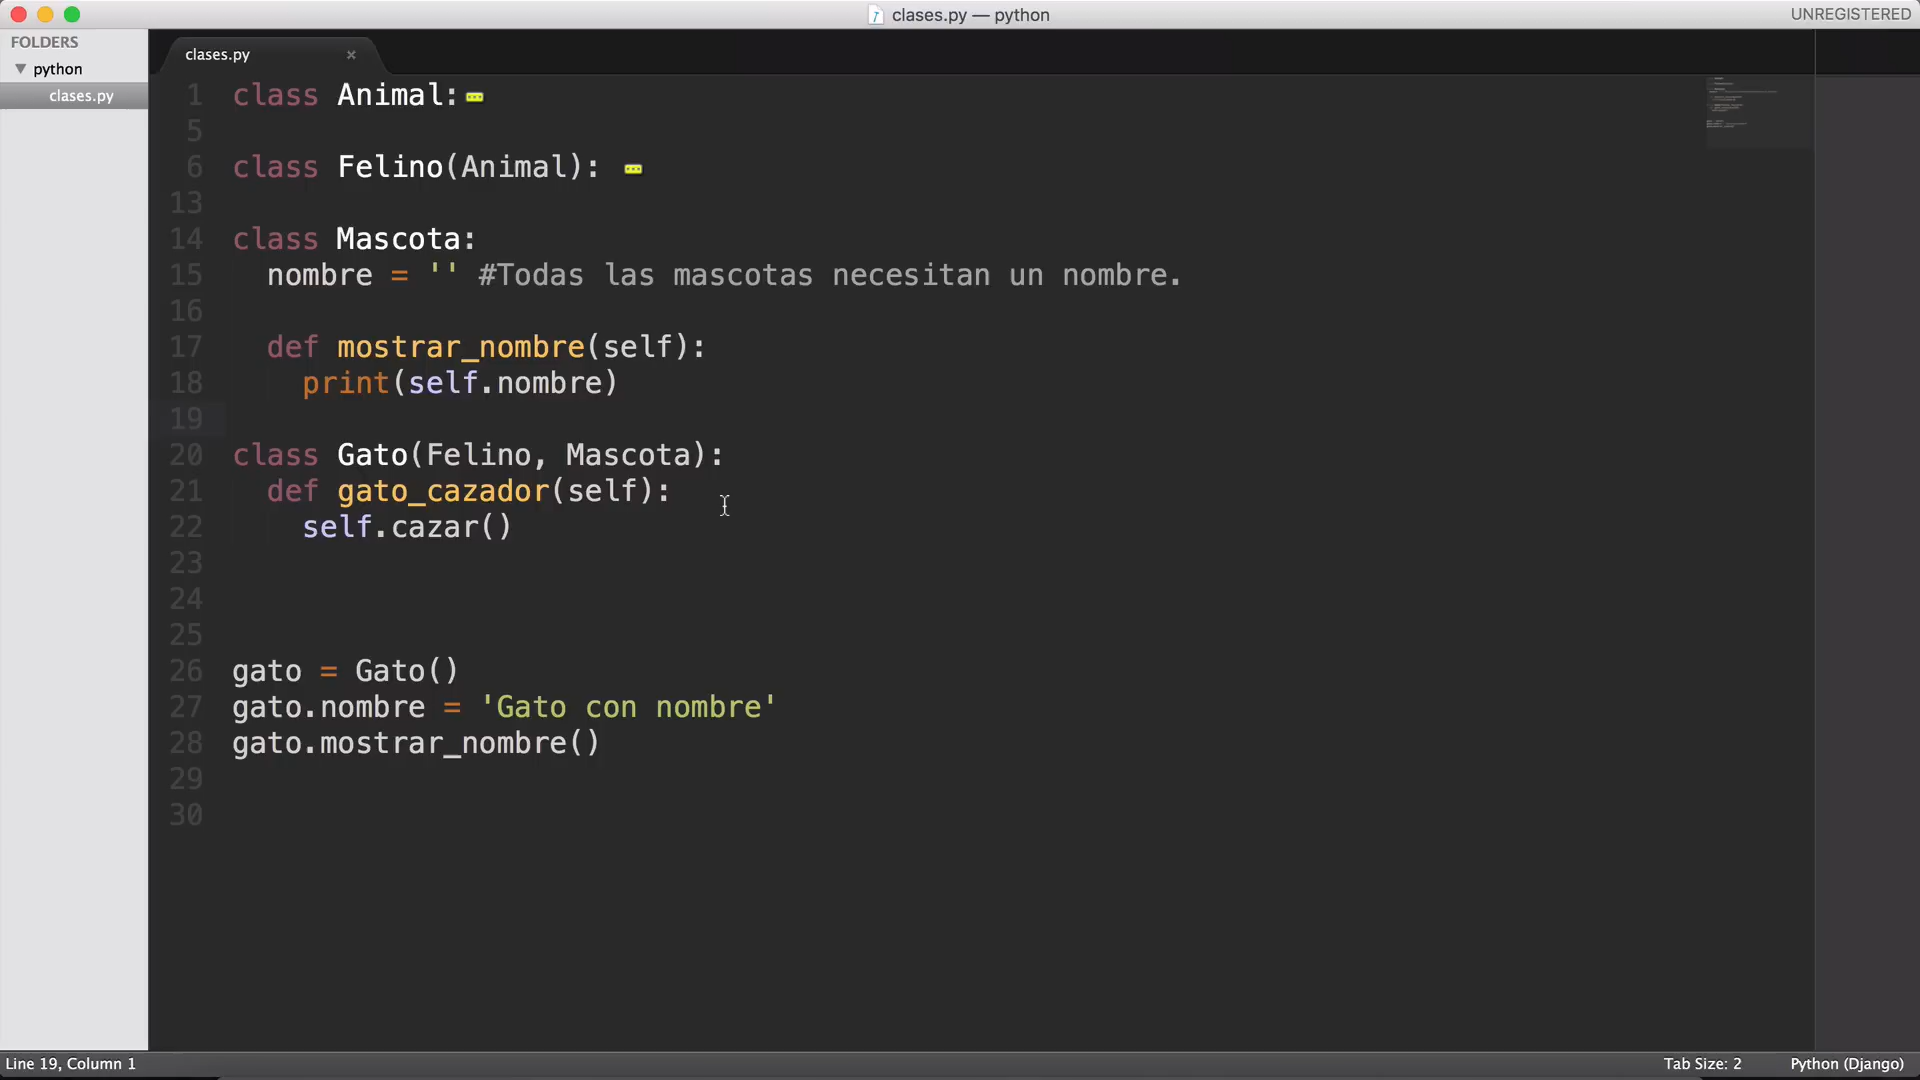 clases.py — python
UNREGISTERED
FOLDERS
python
clases.py
clases.py
1 class Animal:
5
6 class Felino(Animal):
13
14 class Mascota:
15 nombre = '' #Todas las mascotas necesitan un nombre.
16
17 def mostrar_nombre(self):
18 print(self.nombre)
19
20 class Gato(Felino, Mascota):
21 def gato_cazador(self):
22 self.cazar()
23
24
25
26 gato = Gato()
27 gato.nombre = 'Gato con nombre'
28 gato.mostrar_nombre()
29
30
Line 19, Column 1
Tab Size: 2
Python (Django)